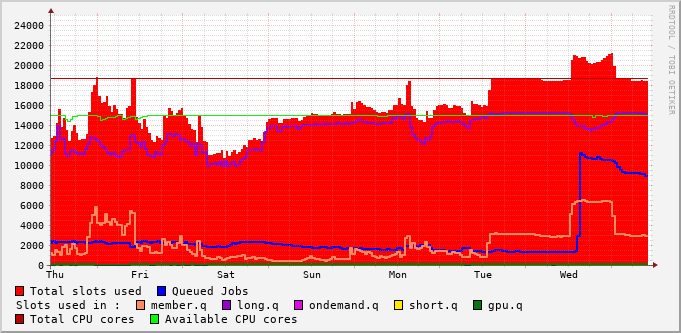 RRDTOOL / TOBI OETIKER
24000
22000
20000
18000
16000
14000
12000
10000
8000
6000
4000
2000
0
Thu Fri Sat Sun Mon Tue Wed
Total slots used Queued Jobs
Slots used in : member.q long.q ondemand.q short.q gpu.q
Total CPU cores Available CPU cores